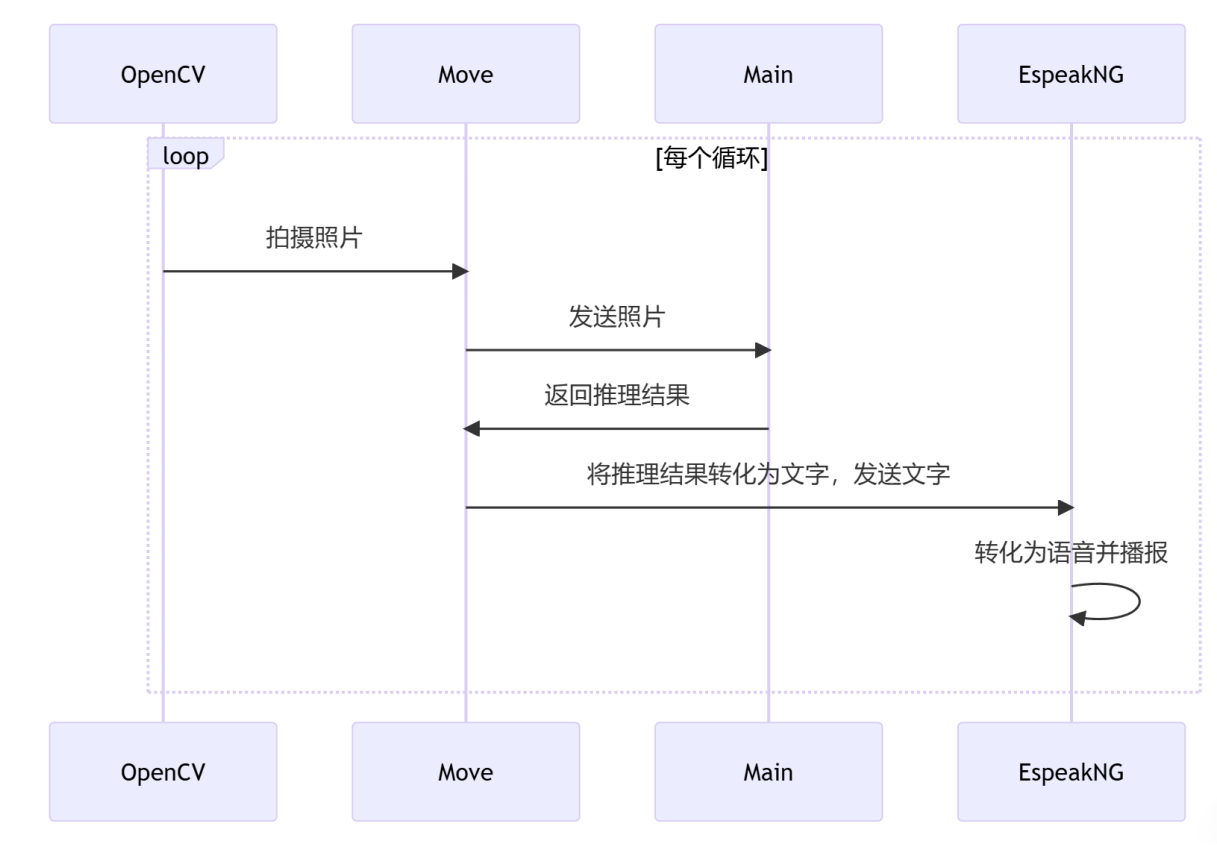 OpenCV
Move
Main
EspeakNG
loop
[每个循环]
拍摄照片
发送照片
返回推理结果
将推理结果转化为文字，发送文字
转化为语音并播报
OpenCV
Move
Main
EspeakNG